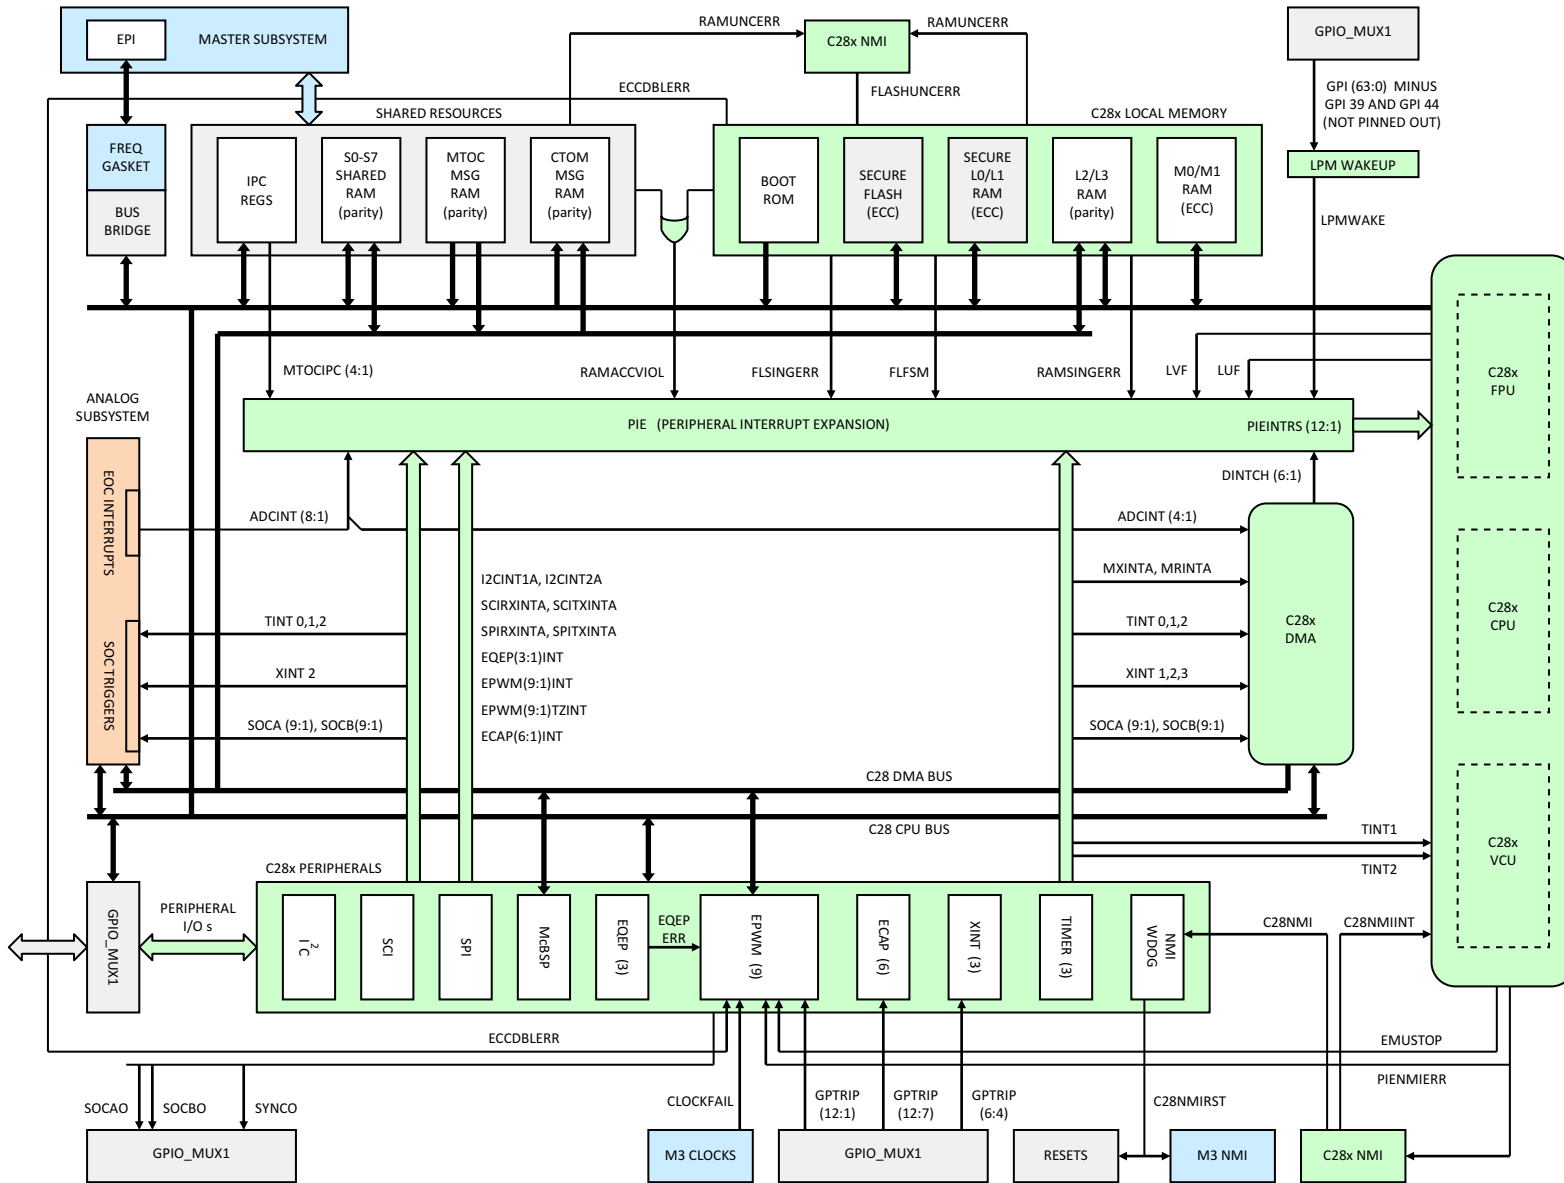 EPI
MASTER SUBSYSTEM
RAMUNCERR
C28x NMI
RAMUNCERR
GPIO_MUX1
ECCDBLERR
FLASHUNCERR
GPI (63:0) MINUS
GPI 39 AND GPI 44
(NOT PINNED OUT)
SHARED RESOURCES
C28x LOCAL MEMORY
FREQ
GASKET
BUS
BRIDGE
IPC
REGS
S0-S7
SHARED
RAM
(parity)
MTOC
MSG
RAM
(parity)
CTOM
MSG
RAM
(parity)
BOOT
ROM
SECURE
FLASH
(ECC)
SECURE
L0/L1
RAM
(ECC)
L2/L3
RAM
(parity)
M0/M1
RAM
(ECC)
LPM WAKEUP
LPMWAKE
MTOCIPC (4:1)
RAMACCVIOL
FLSINGERR
FLFSM
RAMSINGERR
LVF
LUF
C28x
FPU
ANALOG
SUBSYSTEM
PIE (PERIPHERAL INTERRUPT EXPANSION)
PIEINTRS (12:1)
DINTCH (6:1)
EOC INTERRUPTS
ADCINT (8:1)
ADCINT (4:1)
I2CINT1A, I2CINT2A
SCIRXINTA, SCITXINTA
SPIRXINTA, SPITXINTA
EQEP(3:1)INT
EPWM(9:1)INT
EPWM(9:1)TZINT
ECAP(6:1)INT
MXINTA, MRINTA
SOC TRIGGERS
TINT 0,1,2
XINT 2
SOCA (9:1), SOCB(9:1)
TINT 0,1,2
XINT 1,2,3
SOCA (9:1), SOCB(9:1)
C28x
DMA
C28x
CPU
C28 DMA BUS
C28 CPU BUS
TINT1
TINT2
C28x
VCU
C28x PERIPHERALS
GPIO_MUX1
PERIPHERAL
I/O s
I2C
SCI
SPI
McBSP
EQEP (3)
EQEP
ERR
EPWM (9)
ECAP (6)
XINT (3)
TIMER (3)
NMI
WDOG
C28NMI
C28NMIINT
ECCDBLERR
EMUSTOP
PIENMIERR
SOCAO
SOCBO
SYNCO
CLOCKFAIL
GPTRIP
(12:1)
GPTRIP
(12:7)
GPTRIP
(6:4)
C28NMIRST
GPIO_MUX1
M3 CLOCKS
GPIO_MUX1
RESETS
M3 NMI
C28x NMI